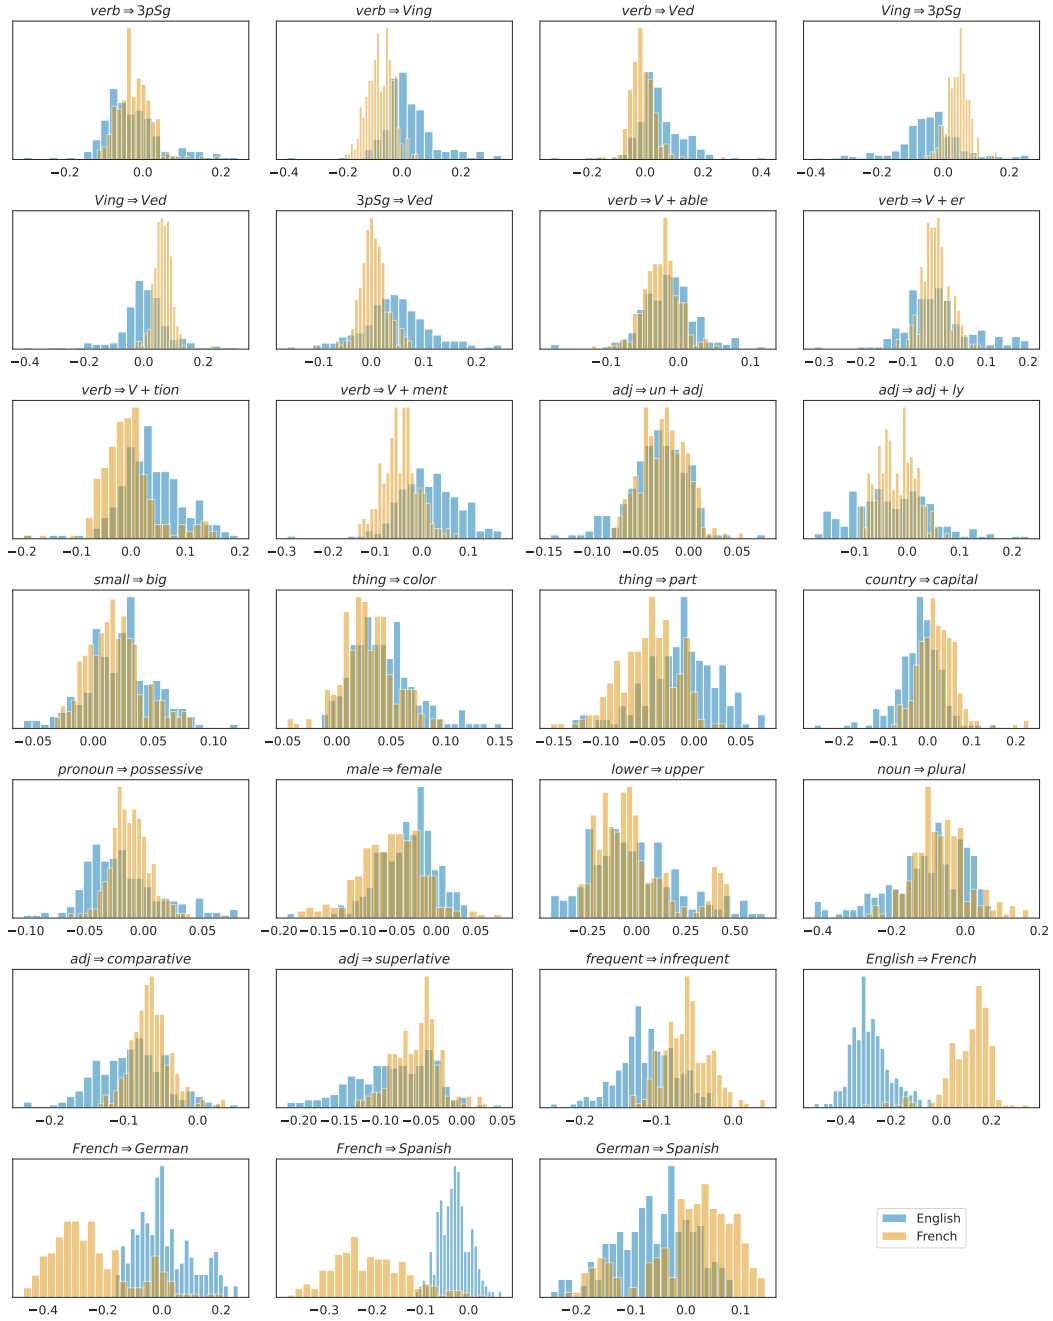 verb ⇒ 3pSg verb ⇒ Ving verb ⇒ Ved Ving ⇒ 3pSg
−0.2 0.0 0.2 −0.4 −0.2 0.0 0.2 −0.2 0.0 0.2 0.4 −0.4 −0.2 0.0 0.2
Ving ⇒ Ved 3pSg ⇒ Ved verb ⇒ V + able verb ⇒ V + er
−0.4 −0.2 0.0 0.2 −0.1 0.0 0.1 0.2 −0.1 0.0 0.1 −0.3 −0.2 −0.1 0.0 0.1 0.2
verb ⇒ V + tion verb ⇒ V + ment adj ⇒ un + adj adj ⇒ adj + ly
−0.2 −0.1 0.0 0.1 0.2 −0.3 −0.2 −0.1 0.0 0.1 −0.15 −0.10 −0.05 0.00 0.05 −0.1 0.0 0.1 0.2
small ⇒ big thing ⇒ color thing ⇒ part country ⇒ capital
−0.05 0.00 0.05 0.10 −0.05 0.00 0.05 0.10 0.15 −0.15 −0.10 −0.05 0.00 0.05 −0.2 −0.1 0.0 0.1 0.2
pronoun ⇒ possessive male ⇒ female lower ⇒ upper noun ⇒ plural
−0.10 −0.05 0.00 0.05 −0.20 −0.15 −0.10 −0.05 0.00 0.05 −0.25 0.00 0.25 0.50 −0.4 −0.2 0.0 0.2
adj ⇒ comparative adj ⇒ superlative frequent ⇒ infrequent English ⇒ French
−0.2 −0.1 0.0 −0.20 −0.15 −0.10 −0.05 0.00 0.05 −0.2 −0.1 0.0 −0.4 −0.2 0.0 0.2
French ⇒ German French ⇒ Spanish German ⇒ Spanish
English
French
−0.4 −0.2 0.0 0.2 −0.3 −0.2 −0.1 0.0 −0.2 −0.1 0.0 0.1